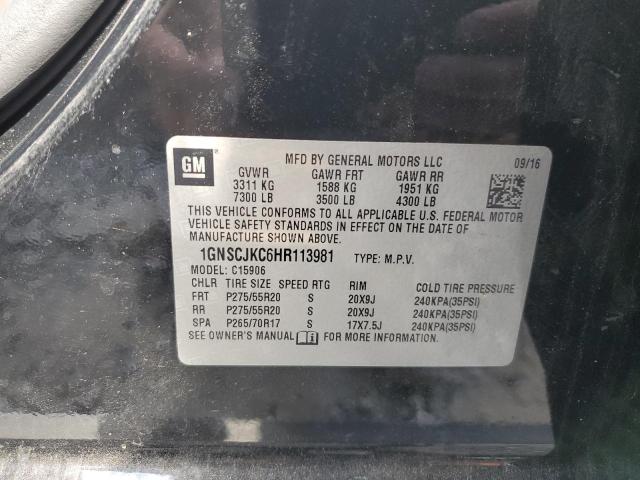 GM
MFD BY GENERAL MOTORS LLC 09/16
GVWR GAWR FRT GAWR RR
3311 KG 1588 KG 1951 KG
7300 LB 3500 LB 4300 LB
THIS VEHICLE CONFORMS TO ALL APPLICABLE U.S. FEDERAL MOTOR
VEHICLE SAFETY STANDARDS IN EFFECT ON THE DATE OF
MANUFACTURE SHOWN ABOVE.
1GNSCJKC6HR113981 TYPE: M.P.V.
MODEL: C15906
CHLR TIRE SIZE SPEED RTG RIM COLD TIRE PRESSURE
FRT P275/55R20 S 20X9J 240KPA(35PSI)
RR P275/55R20 S 20X9J 240KPA(35PSI)
SPA P265/70R17 S 17X7.5J 240KPA(35PSI)
SEE OWNER'S MANUAL i FOR MORE INFORMATION.